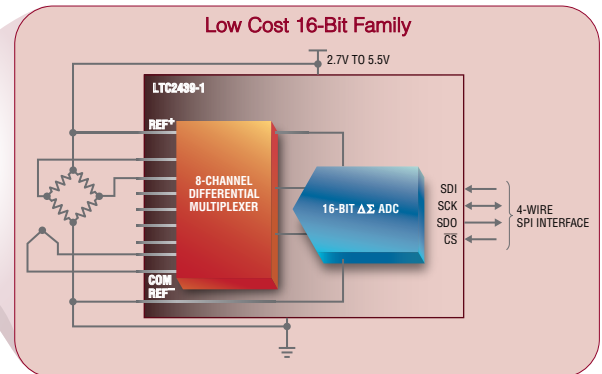 Low Cost 16-Bit Family
2.7V TO 5.5V
LTC2439-1
REF+
8-CHANNEL
DIFFERENTIAL
MULTIPLEXER
16-BIT ΔΣ ADC
SDI
SCK
SDO
C̅S̅
4-WIRE
SPI INTERFACE
COM
REF–